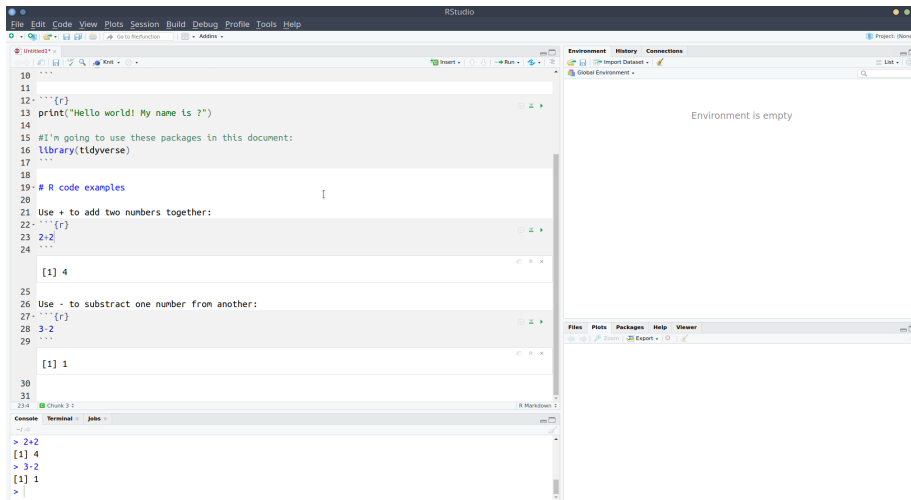 RStudio
File Edit Code View Plots Session Build Debug Profile Tools Help
Go to file/function Addins Project: (None
Untitled1*
Knit Insert Run
10 ```
11
12 ```{r}
13 print("Hello world! My name is ?")
14
15 #I'm going to use these packages in this document:
16 library(tidyverse)
17 ```
18
19 # R code examples
20
21 Use + to add two numbers together:
22 ```{r}
23 2+2
24 ```
[1] 4
25
26 Use - to substract one number from another:
27 ```{r}
28 3-2
29 ```
[1] 1
30
31
23:4 Chunk 3 R Markdown
Console Terminal Jobs
~/
> 2+2
[1] 4
> 3-2
[1] 1
>
Environment History Connections
Import Dataset List
Global Environment
Environment is empty
Files Plots Packages Help Viewer
Zoom Export